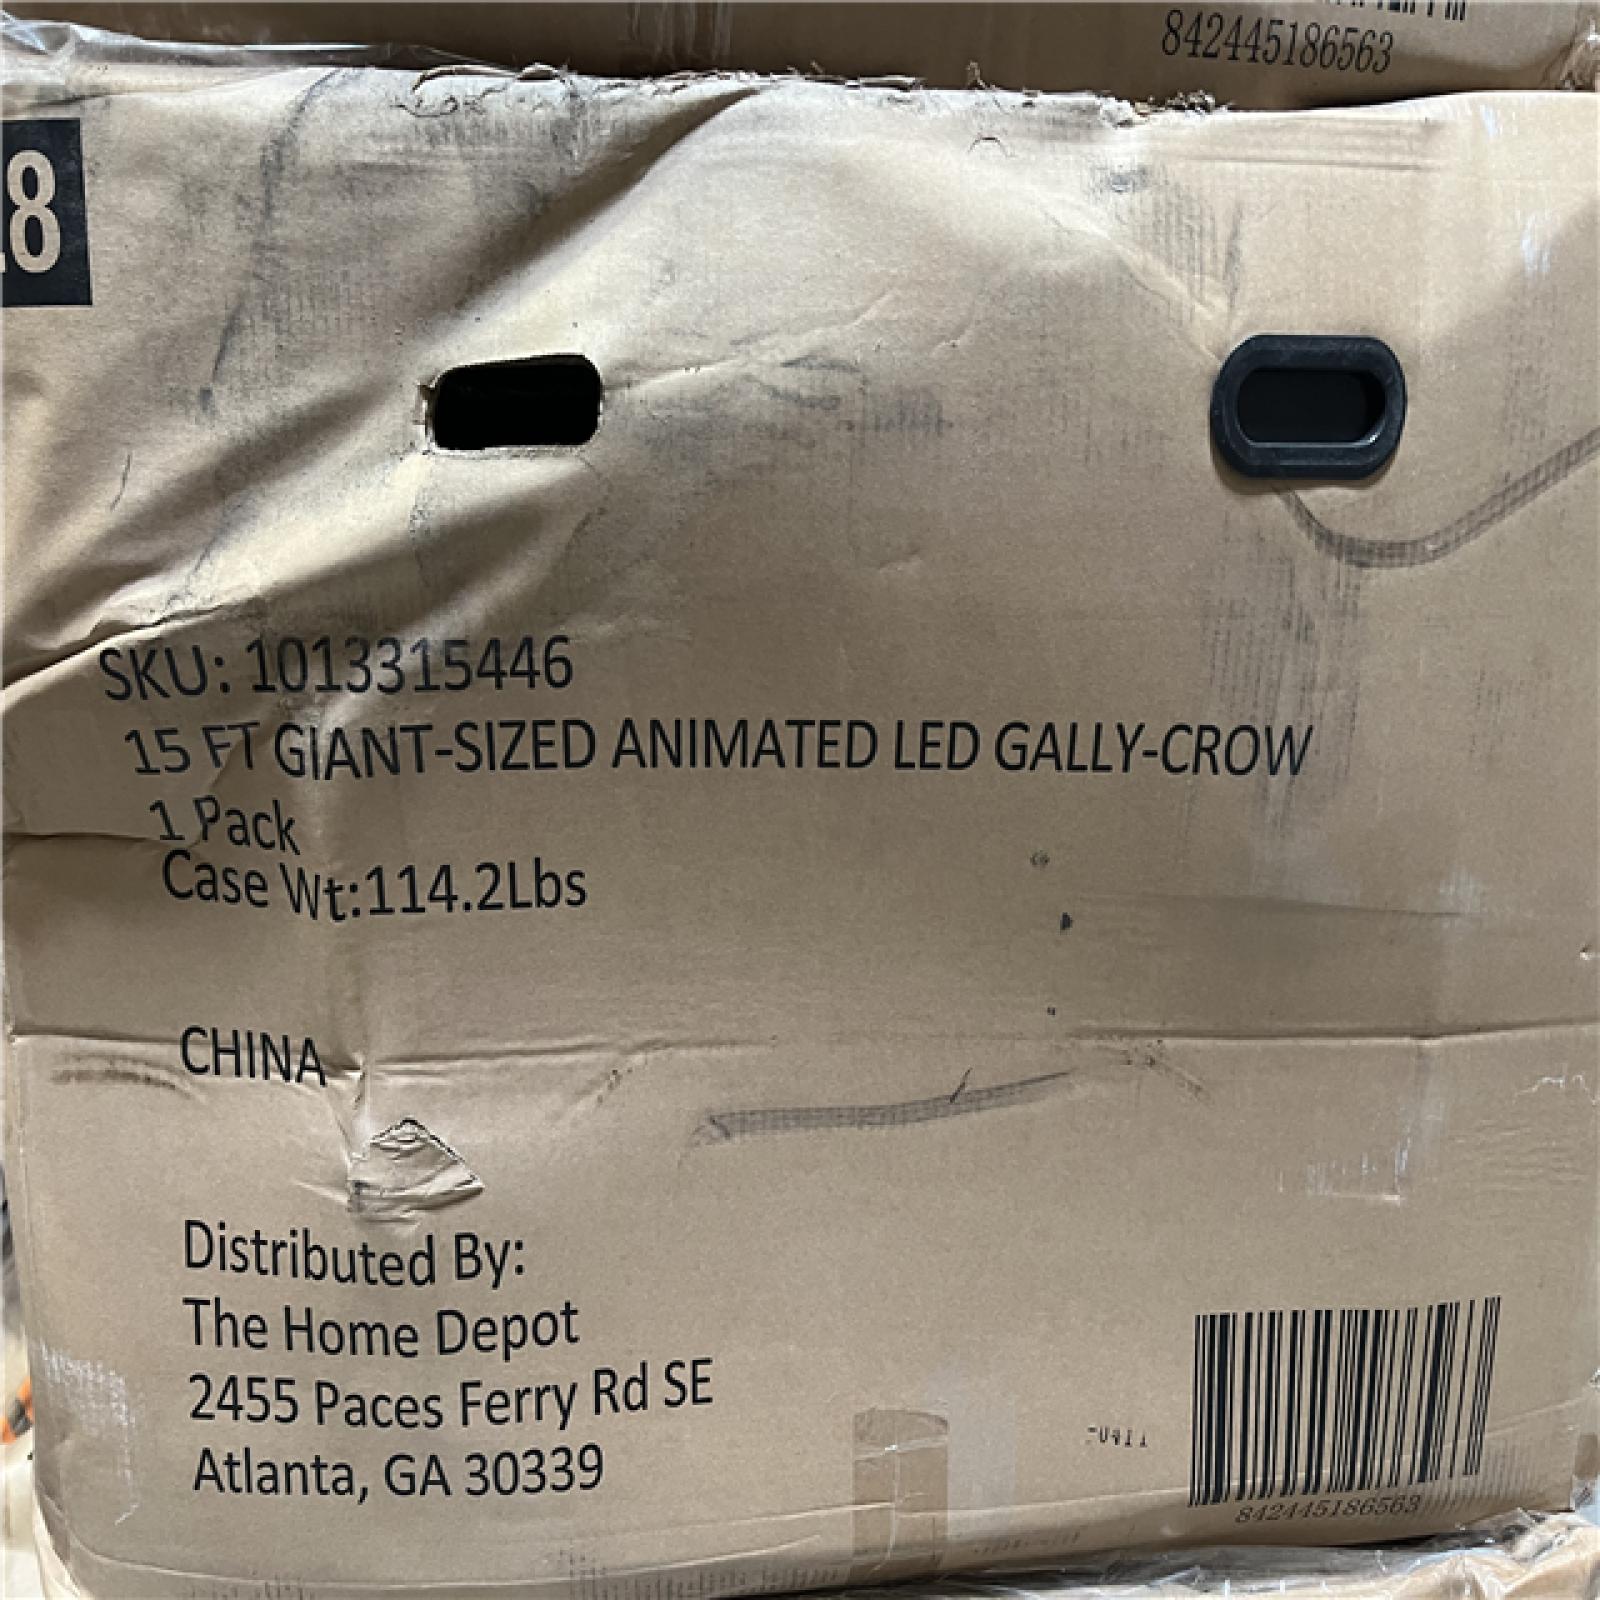 842445186563
8
SKU: 1013315446
15 FT GIANT-SIZED ANIMATED LED GALLY-CROW
1 Pack
Case Wt:114.2Lbs
CHINA
Distributed By:
The Home Depot
2455 Paces Ferry Rd SE
Atlanta, GA 30339
842445186563